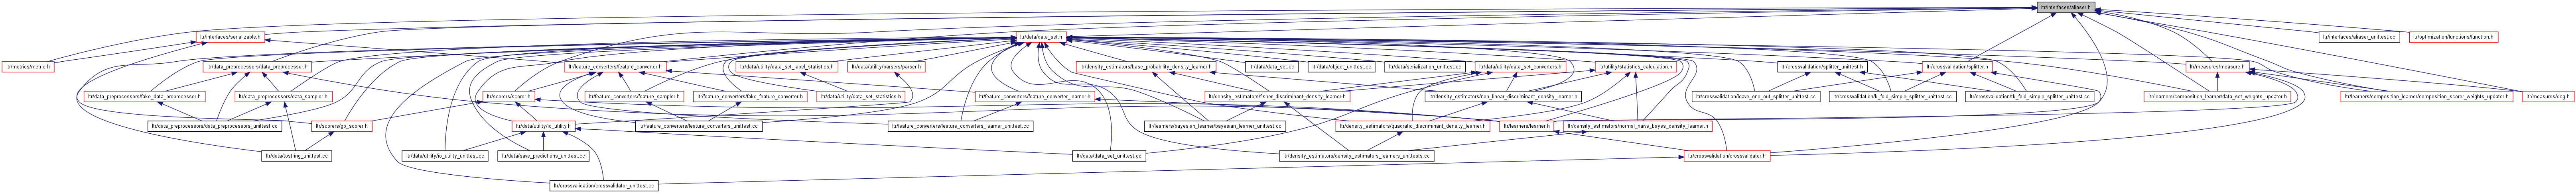 ltr/interfaces/aliaser.h
ltr/interfaces/serializable.h
ltr/data/data_set.h
ltr/interfaces/aliaser_unittest.cc
ltr/optimization/functions/function.h
ltr/metrics/metric.h
ltr/data_preprocessors/data_preprocessor.h
ltr/feature_converters/feature_converter.h
ltr/data/utility/data_set_label_statistics.h
ltr/data/utility/parsers/parser.h
ltr/density_estimators/base_probability_density_learner.h
ltr/data/data_set.cc
ltr/data/object_unittest.cc
ltr/data/serialization_unittest.cc
ltr/data/utility/data_set_converters.h
ltr/utility/statistics_calculation.h
ltr/crossvalidation/splitter_unittest.h
ltr/crossvalidation/splitter.h
ltr/measures/measure.h
ltr/data_preprocessors/fake_data_preprocessor.h
ltr/data_preprocessors/data_sampler.h
ltr/scorers/scorer.h
ltr/feature_converters/feature_sampler.h
ltr/feature_converters/fake_feature_converter.h
ltr/data/utility/data_set_statistics.h
ltr/feature_converters/feature_converter_learner.h
ltr/density_estimators/fisher_discriminant_density_learner.h
ltr/density_estimators/non_linear_discriminant_density_learner.h
ltr/crossvalidation/leave_one_out_splitter_unittest.cc
ltr/crossvalidation/k_fold_simple_splitter_unittest.cc
ltr/crossvalidation/tk_fold_simple_splitter_unittest.cc
ltr/learners/composition_learner/data_set_weights_updater.h
ltr/learners/composition_learner/composition_scorer_weights_updater.h
ltr/measures/dcg.h
ltr/data_preprocessors/data_preprocessors_unittest.cc
ltr/scorers/gp_scorer.h
ltr/data/utility/io_utility.h
ltr/feature_converters/feature_converters_unittest.cc
ltr/feature_converters/feature_converters_learner_unittest.cc
ltr/learners/bayesian_learner/bayesian_learner_unittest.cc
ltr/density_estimators/quadratic_discriminant_density_learner.h
ltr/learners/learner.h
ltr/density_estimators/normal_naive_bayes_density_learner.h
ltr/data/tostring_unittest.cc
ltr/data/utility/io_utility_unittest.cc
ltr/data/save_predictions_unittest.cc
ltr/data/data_set_unittest.cc
ltr/density_estimators/density_estimators_learners_unittests.cc
ltr/crossvalidation/crossvalidator.h
ltr/crossvalidation/crossvalidator_unittest.cc